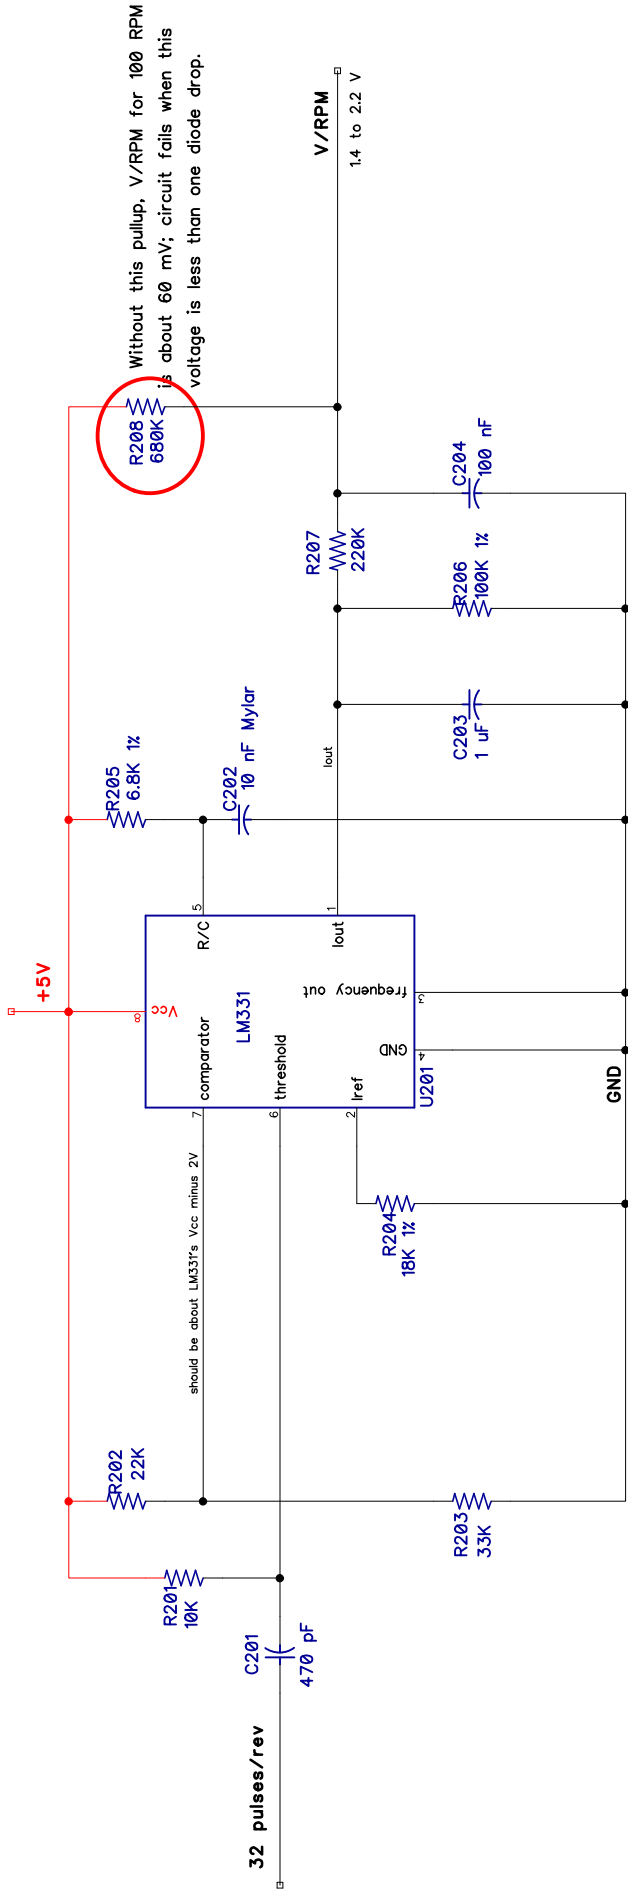 Without this pullup, V/RPM for 100 RPM
is about 60 mV; circuit fails when this
voltage is less than one diode drop.
+5V
R208
680K
V/RPM
1.4 to 2.2 V
R202
22K
R201
10K
R205
6.8K 1%
C202
10 nF Mylar
R207
220K
C204
100 nF
R206
100K 1%
C203
1 uF
Iout
8
Vcc
5
R/C
LM331
7
comparator
6
threshold
2
Iref
1
Iout
3
frequency out
4
GND
U201
should be about LM331's Vcc minus 2V
R204
18K 1%
R203
33K
C201
470 pF
32 pulses/rev
GND